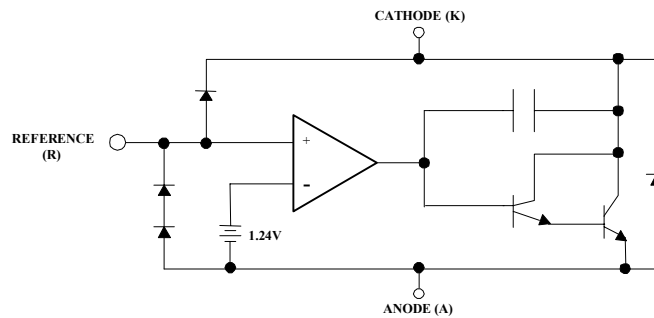 CATHODE (K)
REFERENCE
(R)
+
-
1.24V
ANODE (A)